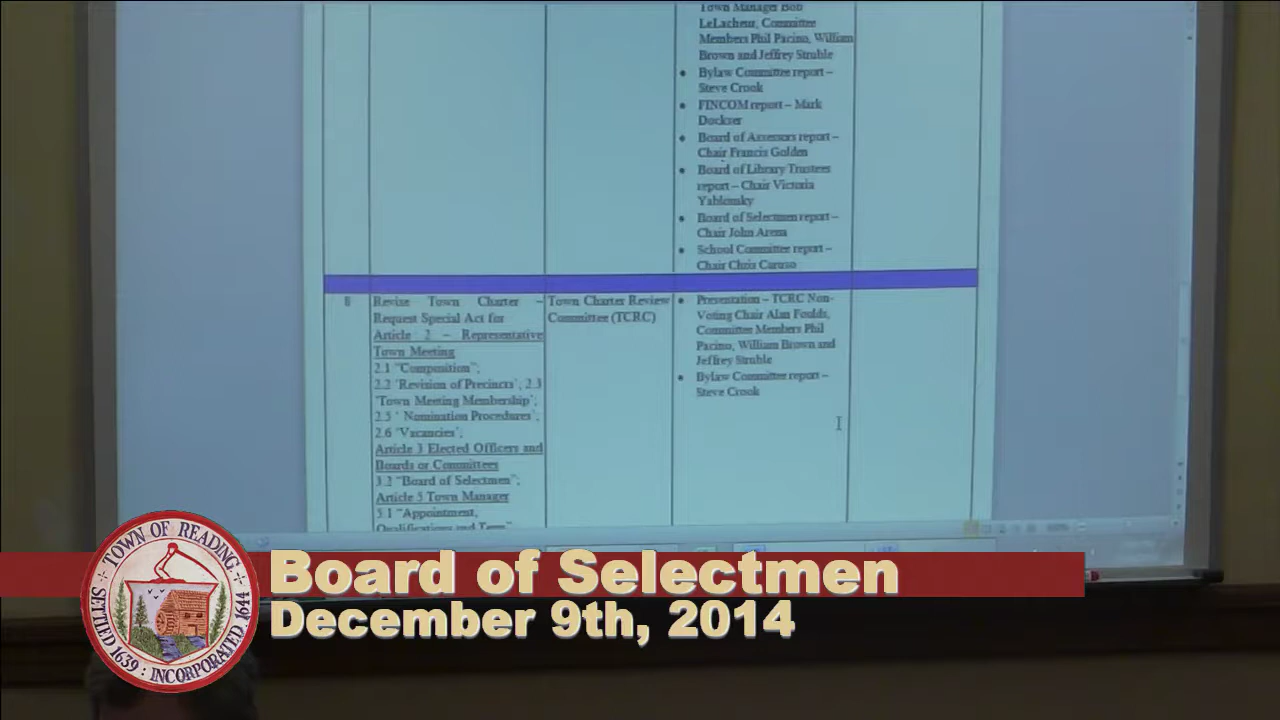 Town Manager Bob
LeLacheur, Committee
Members Phil Pacino, William
Brown and Jeffrey Struble
• Bylaw Committee report –
Steve Crook
• FINCOM report – Mark
Dockser
• Board of Assessors report –
Chair Francis Golden
• Board of Library Trustees
report – Chair Victoria
Yablonsky
• Board of Selectmen report –
Chair John Arena
• School Committee report –
Chair Chris Caruso
8
Revise Town Charter –
Request Special Act for
Article 2 – Representative
Town Meeting
2.1 "Composition";
2.2 'Revision of Precincts', 2.3
'Town Meeting Membership',
2.5 ' Nomination Procedures',
2.6 'Vacancies';
Article 3 Elected Officers and
Boards or Committees
3.2 "Board of Selectmen";
Article 5 Town Manager
5.1 "Appointment,
Qualifications and Term"
Town Charter Review
Committee (TCRC)
• Presentation – TCRC Non-
Voting Chair Alan Foulds,
Committee Members Phil
Pacino, William Brown and
Jeffrey Struble
• Bylaw Committee report –
Steve Crook
TOWN OF READING
SETTLED 1639 : INCORPORATED 1644
Board of Selectmen
December 9th, 2014